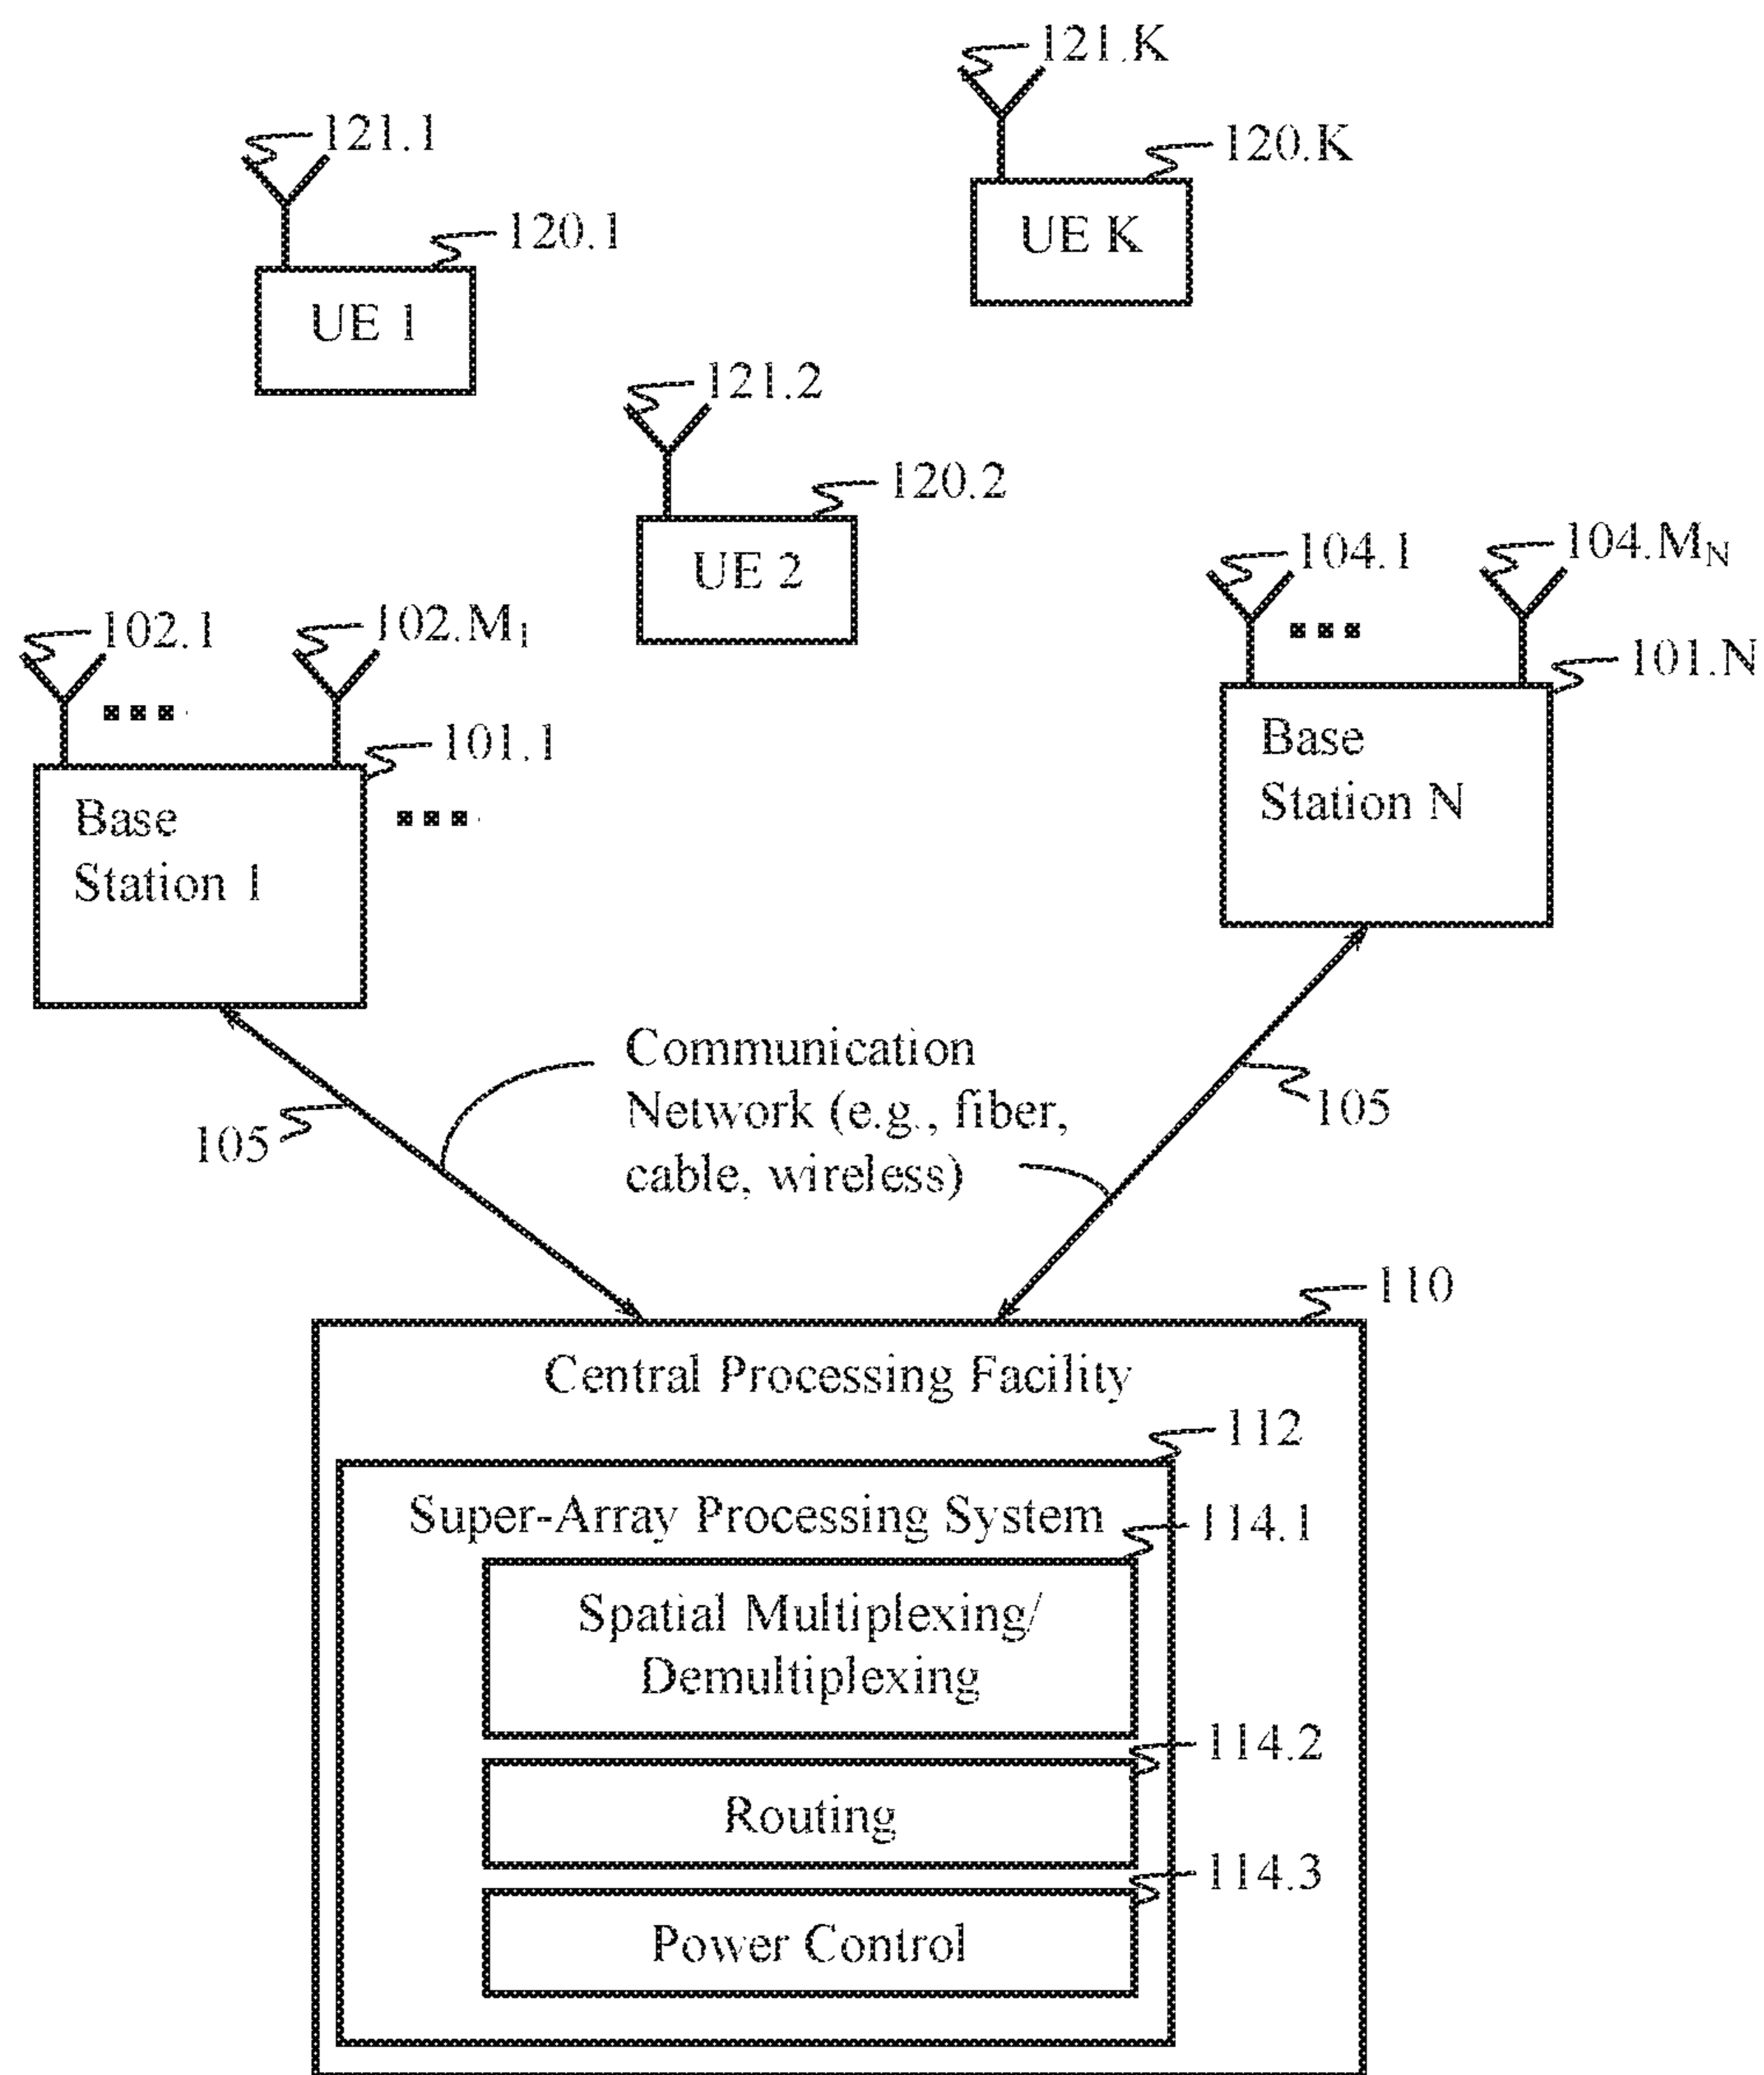 121.K
121.1
120.K
120.1
UE K
UE 1
121.2
120.2
UE 2
104.1
104.M_N
102.1
102.M_1
101.N
Base
Station N
101.1
Base
Station 1
Communication
Network (e.g., fiber,
cable, wireless)
105
105
110
Central Processing Facility
112
Super-Array Processing System
114.1
Spatial Multiplexing/
Demultiplexing
114.2
Routing
114.3
Power Control